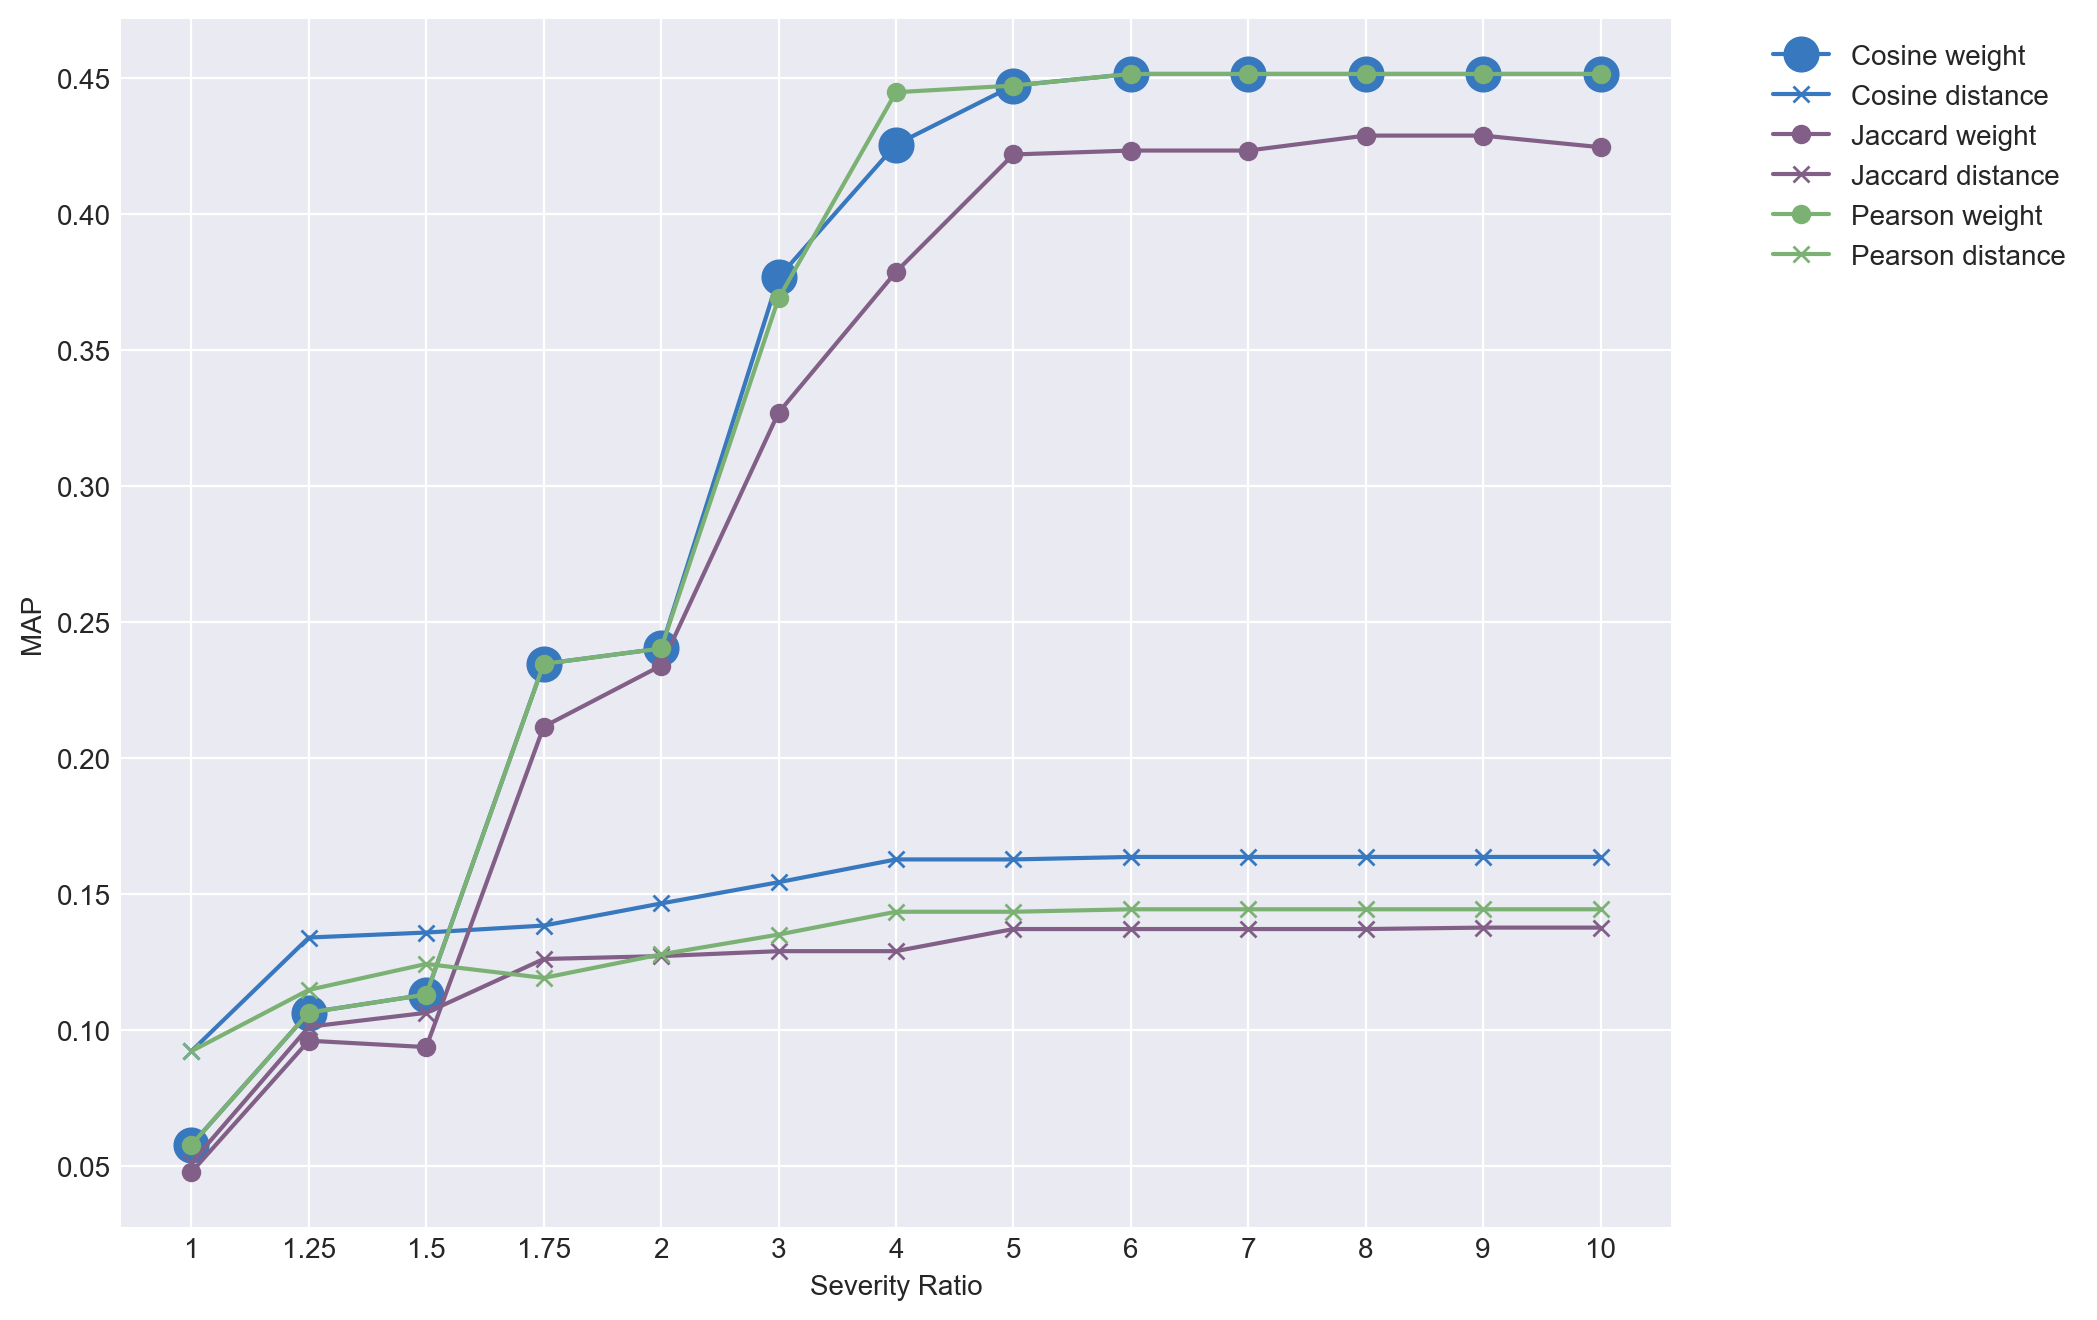 0.45
0.40
0.35
0.30
0.25
0.20
0.15
0.10
0.05
MAP
1 1.25 1.5 1.75 2 3 4 5 6 7 8 9 10
Severity Ratio
Cosine weight
Cosine distance
Jaccard weight
Jaccard distance
Pearson weight
Pearson distance